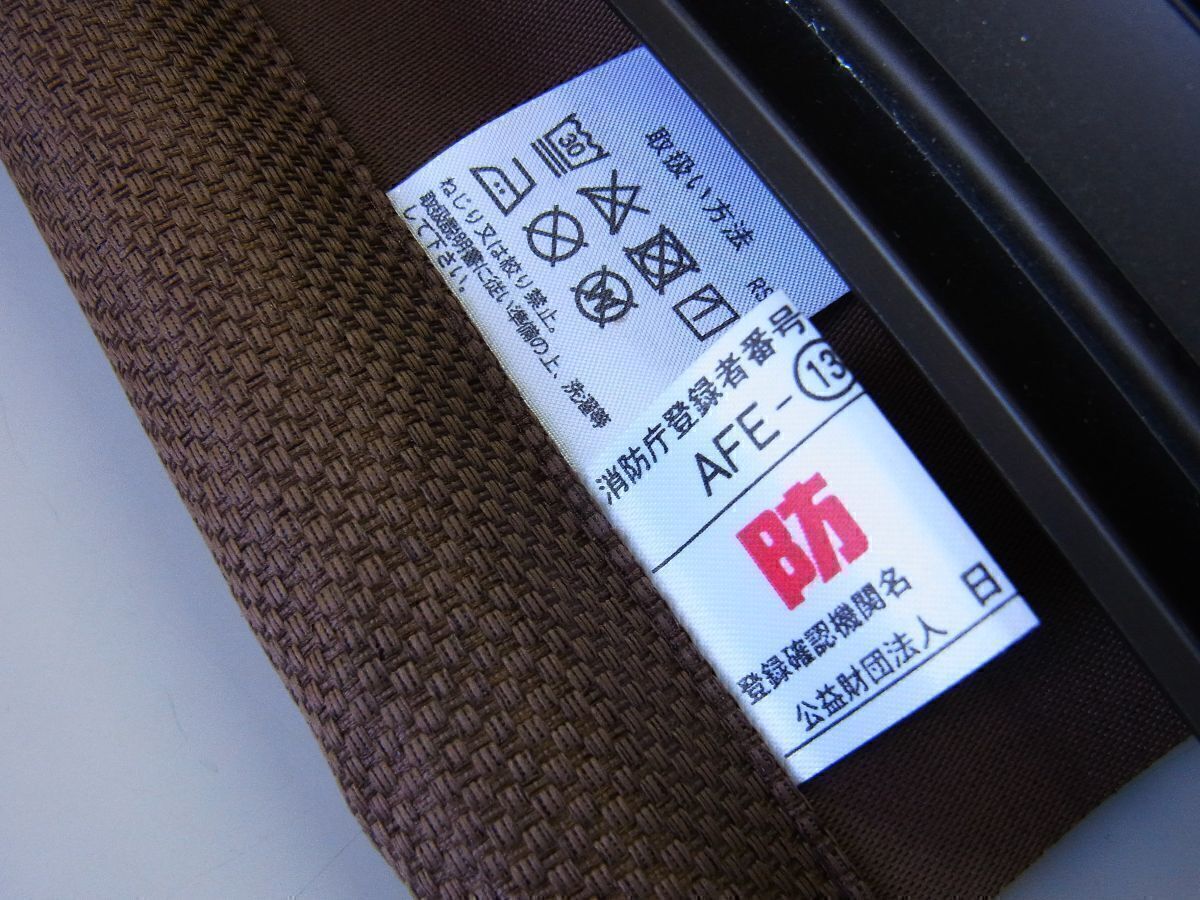 取扱い方法 RS
30
ねじり又は絞り禁止。
取扱説明書に従い準備の上、洗濯等
して下さい。
消防庁登録者番号
AFE-⑬
防
登録確認機関名
公益財団法人 日